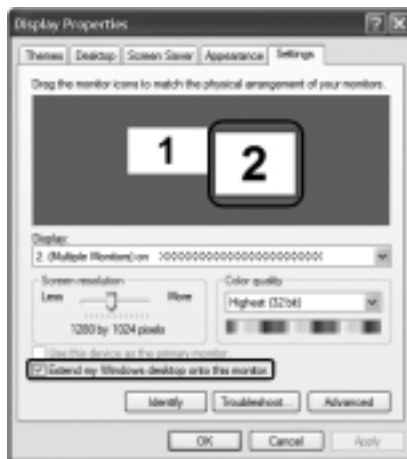 Display Properties
Themes Desktop Screen Saver Appearance Settings
Drag the monitor icons to match the physical arrangement of your monitors.
1 2
Display:
2. (Multiple Monitors) on XXXXXXXXXXXXXXXXXXXXXXXX
Screen resolution
Less More
1280 by 1024 pixels
Color quality
Highest (32 bit)
Use this device as the primary monitor
Extend my Windows desktop onto this monitor.
Identify Troubleshoot... Advanced
OK Cancel Apply